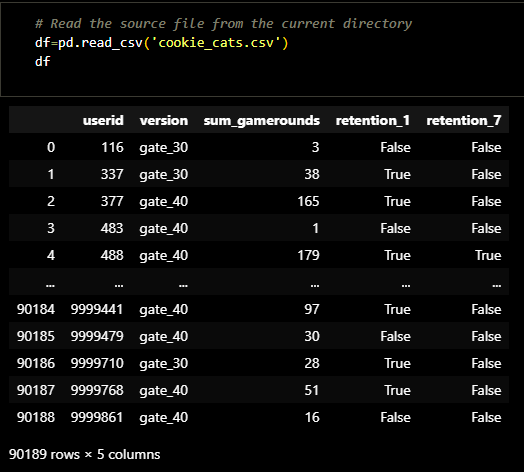 # Read the source file from the current directory
df=pd.read_csv('cookie_cats.csv')
df
userid version sum_gamerounds retention_1 retention_7
0 116 gate_30 3 False False
1 337 gate_30 38 True False
2 377 gate_40 165 True False
3 483 gate_40 1 False False
4 488 gate_40 179 True True
... ... ... ... ... ...
90184 9999441 gate_40 97 True False
90185 9999479 gate_40 30 False False
90186 9999710 gate_30 28 True False
90187 9999768 gate_40 51 True False
90188 9999861 gate_40 16 False False
90189 rows × 5 columns